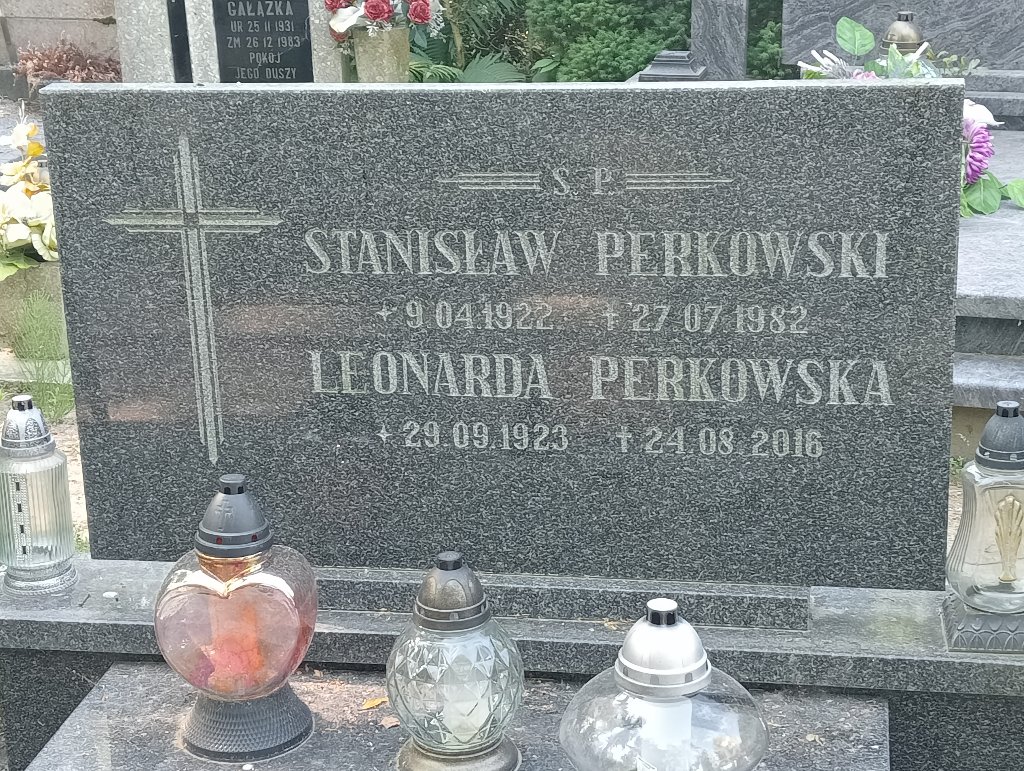 GAŁĄZKA
UR 25 11 1931
ZM 26 12 1983
POKÓJ
JEGO DUSZY
Ś. P.
STANISŁAW PERKOWSKI
9.04.1922 27.07.1982
LEONARDA PERKOWSKA
29.09.1923 24.08.2016